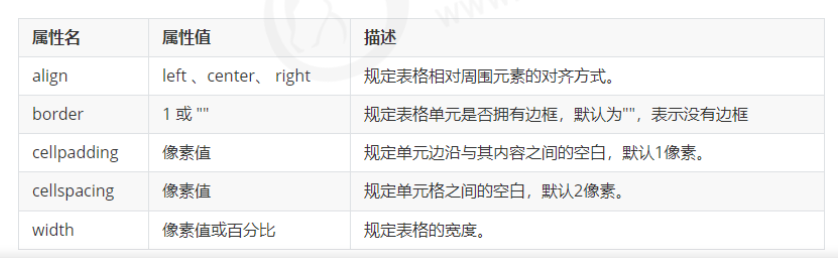 属性名 属性值 描述
align left 、center、 right 规定表格相对周围元素的对齐方式。
border 1 或 "" 规定表格单元是否拥有边框，默认为""，表示没有边框
cellpadding 像素值 规定单元边沿与其内容之间的空白，默认1像素。
cellspacing 像素值 规定单元格之间的空白，默认2像素。
width 像素值或百分比 规定表格的宽度。